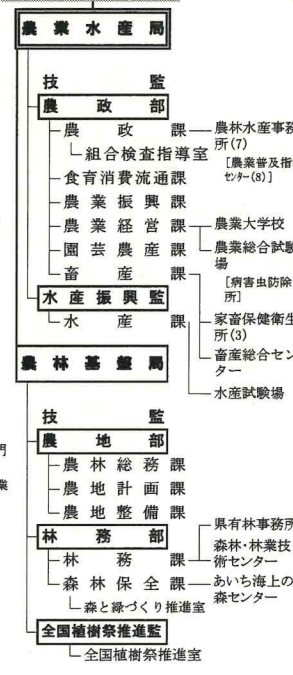 農業水産局
技監
農政部
農政課
農林水産事務
所(7)
組合検査指導室
[農業普及指
センター(8)]
食育消費流通課
農業振興課
農業経営課
農業大学校
園芸農産課
農業総合試験
場
畜産課
[病害虫防除
所]
水産振興監
水産課
家畜保健衛生
所(3)
畜産総合セン
ター
水産試験場
農林基盤局
技監
農地部
農林総務課
農地計画課
農地整備課
林務部
県有林事務所
林務課
森林・林業技
術センター
森林保全課
あいち海上の
森センター
森と緑づくり推進室
全国植樹祭推進監
全国植樹祭推進室
業